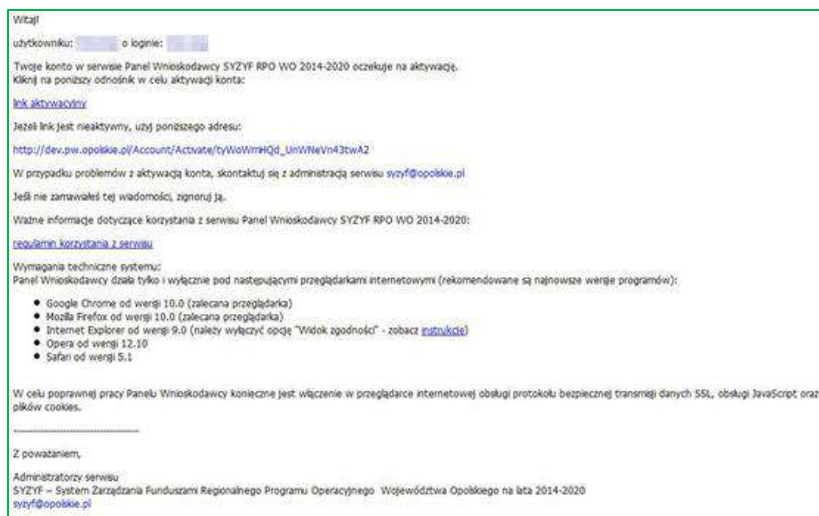 Witaj!
użytkowniku: o loginie:
Twoje konto w serwisie Panel Wnioskodawcy SYZYF RPO WO 2014-2020 oczekuje na aktywację.
Kliknij na poniższy odnośnik w celu aktywacji konta:
link aktywacyjny
Jeżeli link jest nieaktywny, użyj poniższego adresu:
http://dev.pw.opolskie.pl/Account/Activate/tyWoWmHQd_UnWNeVn43twA2
W przypadku problemów z aktywacją konta, skontaktuj się z administracją serwisu syzyf@opolskie.pl
Jeśli nie zamawiałeś tej wiadomości, zignoruj ją.
Ważne informacje dotyczące korzystania z serwisu Panel Wnioskodawcy SYZYF RPO WO 2014-2020:
regulamin korzystania z serwisu
Wymagania techniczne systemu:
Panel Wnioskodawcy działa tylko i wyłącznie pod następującymi przeglądarkami internetowymi (rekomendowane są najnowsze wersje programów):
● Google Chrome od wersji 10.0 (zalecana przeglądarka)
● Mozilla Firefox od wersji 10.0 (zalecana przeglądarka)
● Internet Explorer od wersji 9.0 (należy wyłączyć opcję "Widok zgodności" - zobacz instrukcję)
● Opera od wersji 12.10
● Safari od wersji 5.1
W celu poprawnej pracy Panelu Wnioskodawcy konieczne jest włączenie w przeglądarce internetowej obsługi protokołu bezpiecznej transmisji danych SSL, obsługi JavaScript oraz
plików cookies.
------------------------------------
Z poważaniem,
Administratorzy serwisu
SYZYF – System Zarządzania Funduszami Regionalnego Programu Operacyjnego Województwa Opolskiego na lata 2014-2020
syzyf@opolskie.pl